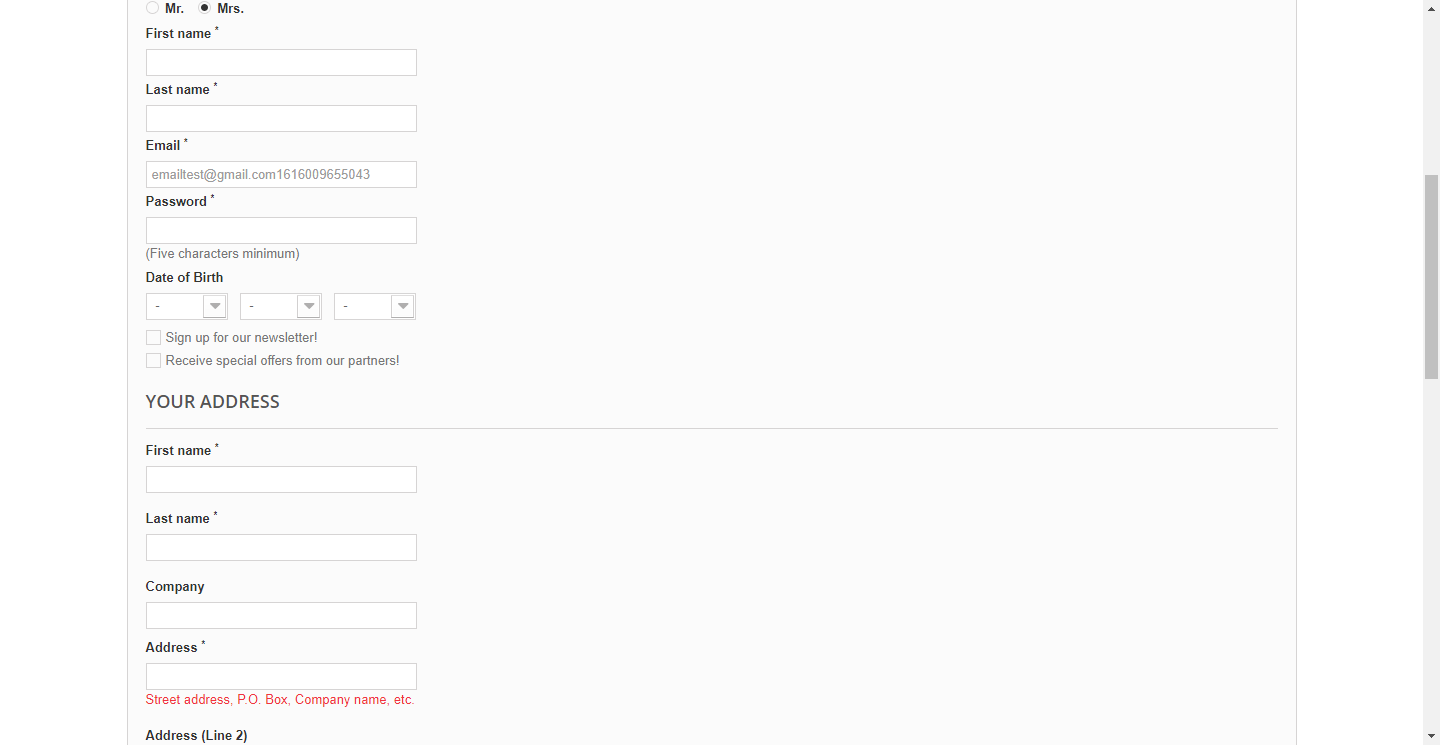 Mr. Mrs.
First name *
Last name *
Email *
emailtest@gmail.com1616009655043
Password *
(Five characters minimum)
Date of Birth
- - -
Sign up for our newsletter!
Receive special offers from our partners!
YOUR ADDRESS
First name *
Last name *
Company
Address *
Street address, P.O. Box, Company name, etc.
Address (Line 2)